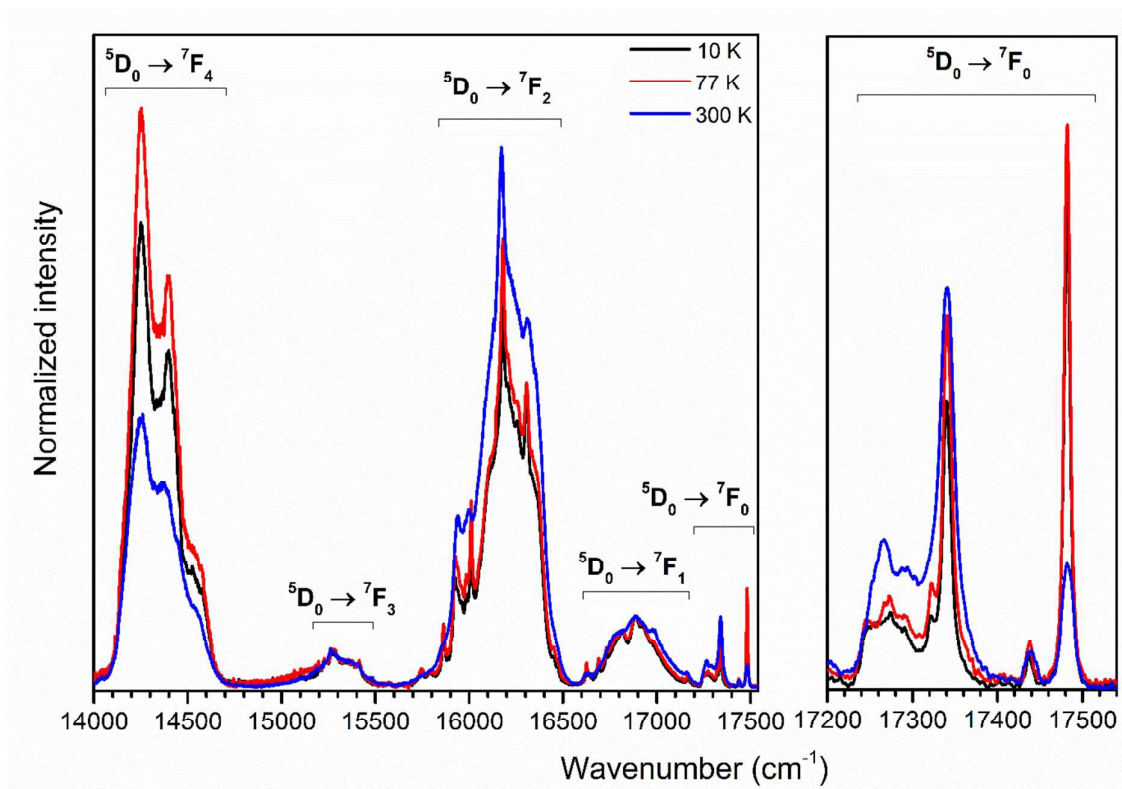 ⁵D₀ → ⁷F₄
⁵D₀ → ⁷F₂
10 K
77 K
300 K
⁵D₀ → ⁷F₀
⁵D₀ → ⁷F₃
⁵D₀ → ⁷F₁
⁵D₀ → ⁷F₀
Normalized intensity
14000 14500 15000 15500 16000 16500 17000 17500
17200 17300 17400 17500
Wavenumber (cm⁻¹)